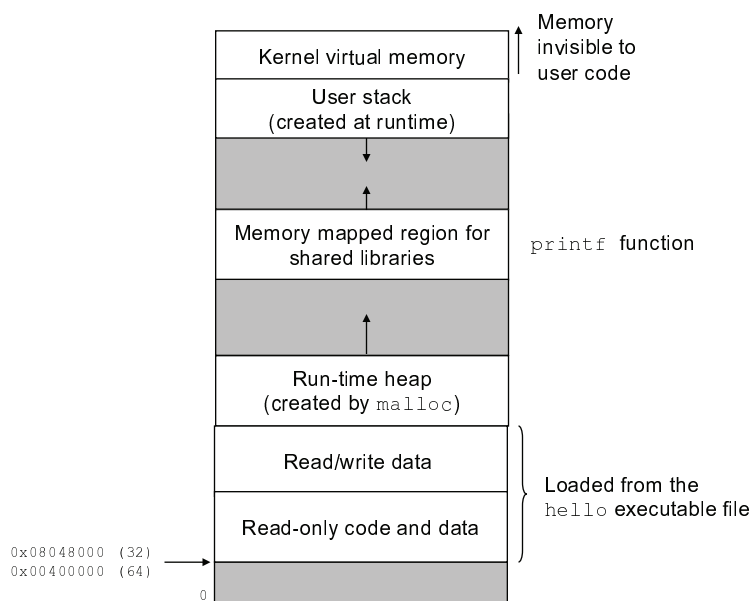 Kernel virtual memory
Memory
invisible to
user code
User stack
(created at runtime)
Memory mapped region for
shared libraries
printf function
Run-time heap
(created by malloc)
Read/write data
Loaded from the
hello executable file
Read-only code and data
0x08048000 (32)
0x00400000 (64)
0